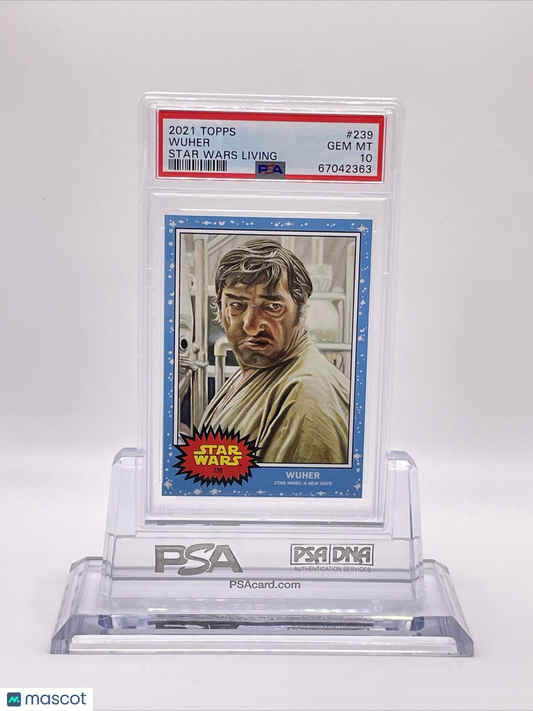 2021 TOPPS #239
WUHER GEM MT
STAR WARS LIVING 10
PSA 67042363
STAR
WARS
239
WUHER
STAR WARS: A NEW HOPE
PSA PSA DNA
AUTHENTICATION SERVICES
PSAcard.com
mascot